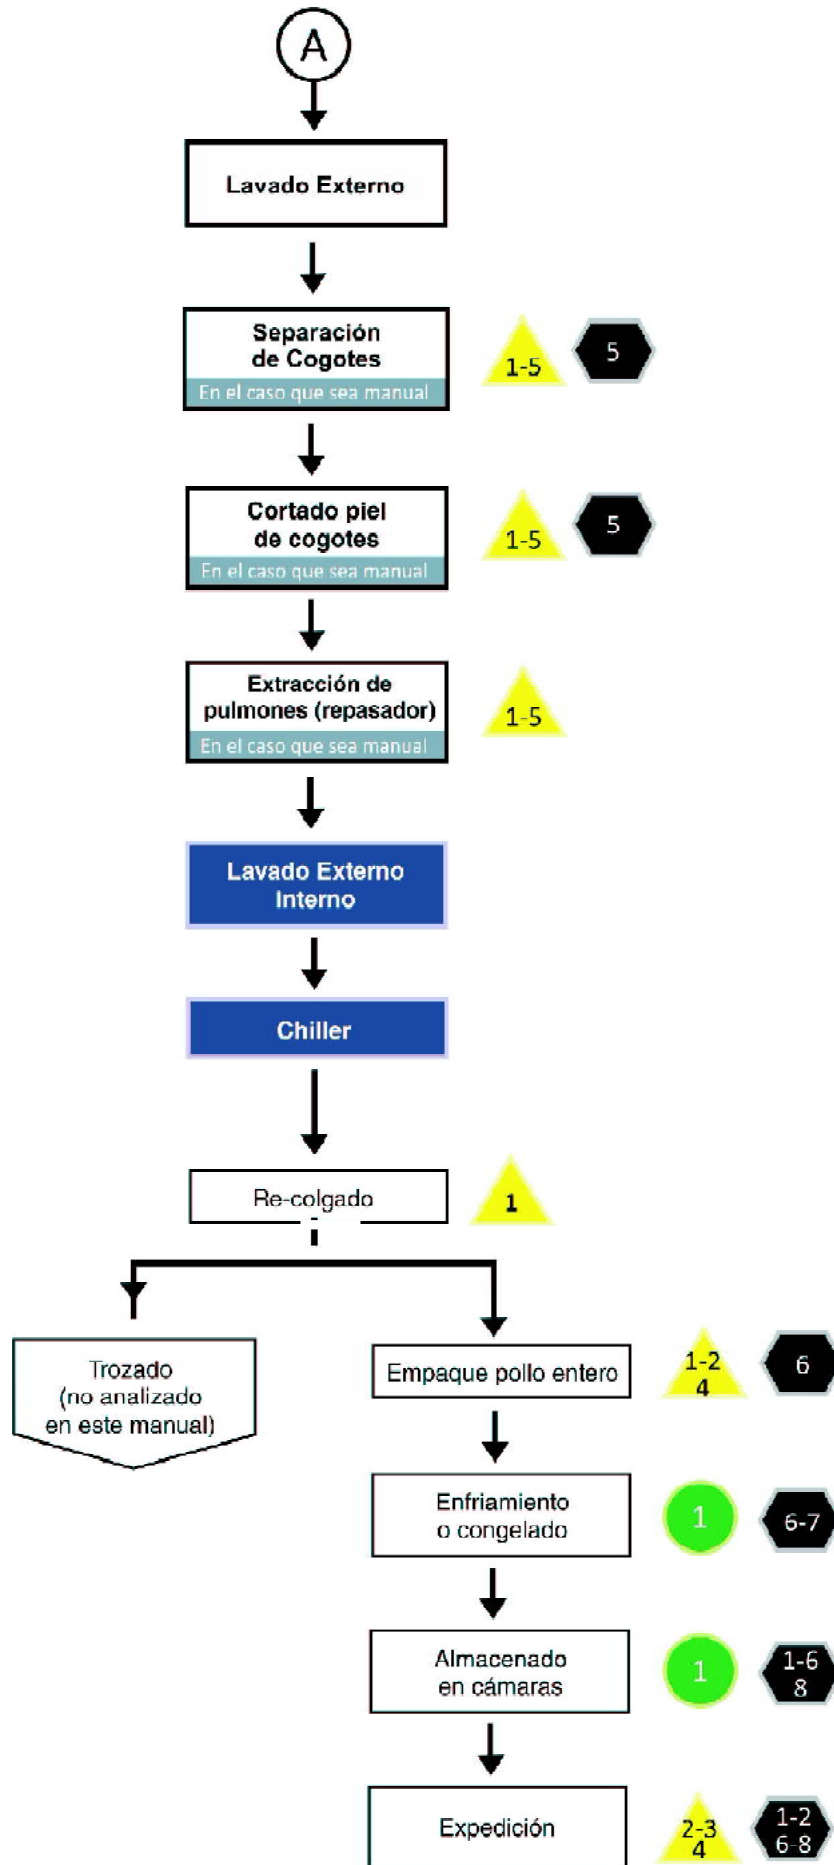 A
Lavado Externo
Separación
de Cogotes
En el caso que sea manual
1-5
5
Cortado piel
de cogotes
En el caso que sea manual
1-5
5
Extracción de
pulmones (repasador)
En el caso que sea manual
1-5
Lavado Externo
Interno
Chiller
Re-colgado
1
Trozado
(no analizado
en este manual)
Empaque pollo entero
1-2
4
6
Enfriamiento
o congelado
1
6-7
Almacenado
en cámaras
1
1-6
8
Expedición
2-3
4
1-2
6-8